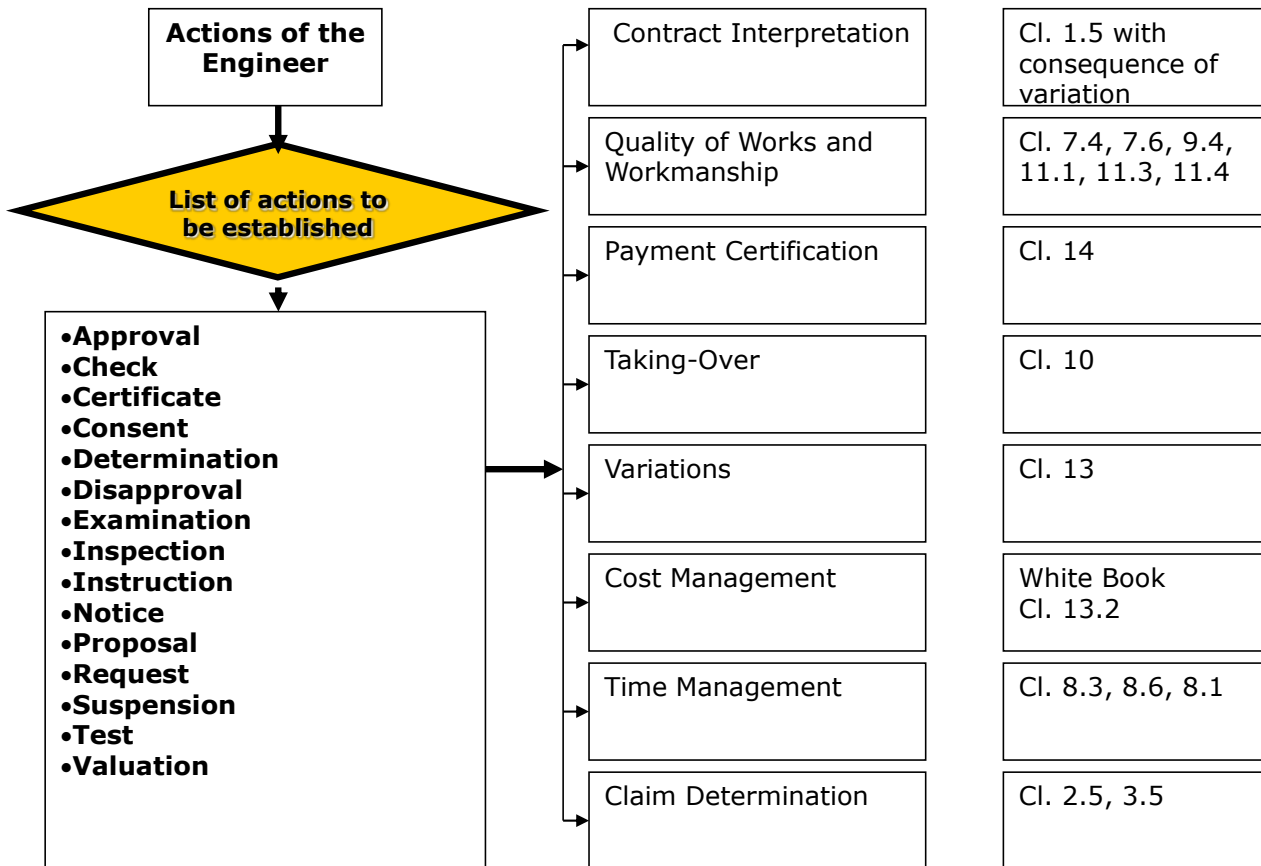 Actions of the
Engineer
List of actions to
be established
•Approval
•Check
•Certificate
•Consent
•Determination
•Disapproval
•Examination
•Inspection
•Instruction
•Notice
•Proposal
•Request
•Suspension
•Test
•Valuation
Contract Interpretation
Cl. 1.5 with
consequence of
variation
Quality of Works and
Workmanship
Cl. 7.4, 7.6, 9.4,
11.1, 11.3, 11.4
Payment Certification
Cl. 14
Taking-Over
Cl. 10
Variations
Cl. 13
Cost Management
White Book
Cl. 13.2
Time Management
Cl. 8.3, 8.6, 8.1
Claim Determination
Cl. 2.5, 3.5